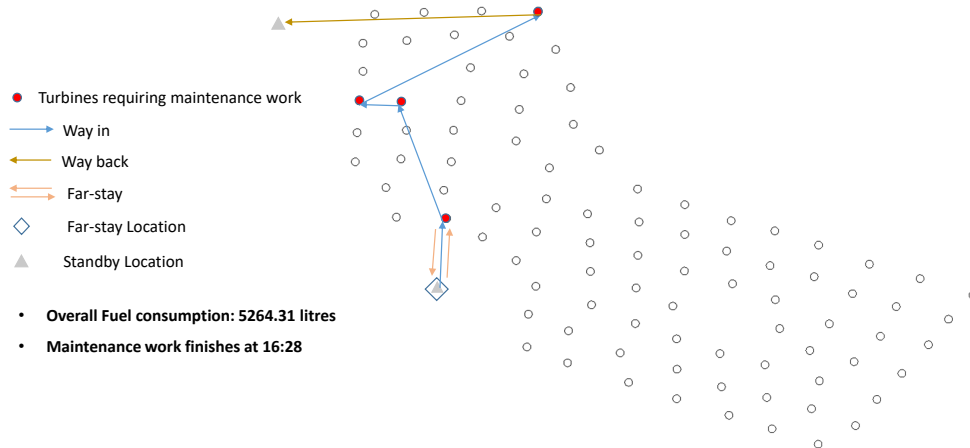 Turbines requiring maintenance work
Way in
Way back
Far-stay
Far-stay Location
Standby Location
• Overall Fuel consumption: 5264.31 litres
• Maintenance work finishes at 16:28